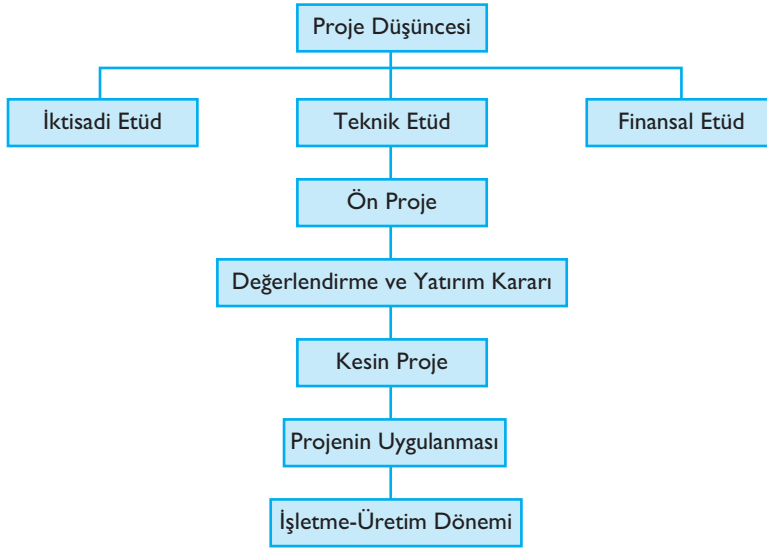 Proje Düşüncesi
İktisadi Etüd
Teknik Etüd
Finansal Etüd
Ön Proje
Değerlendirme ve Yatırım Kararı
Kesin Proje
Projenin Uygulanması
İşletme-Üretim Dönemi